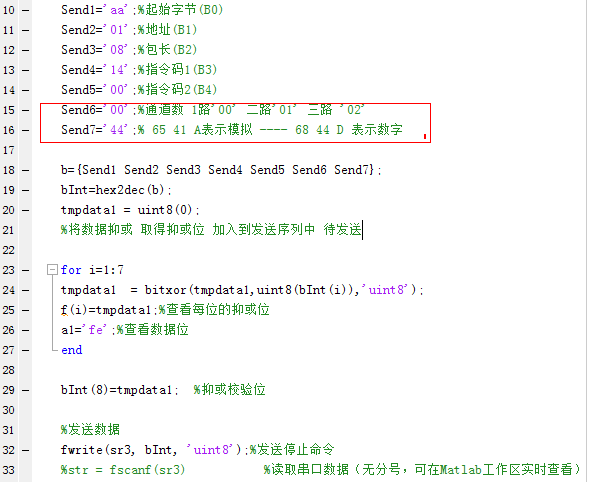 10 Send1='aa';%起始字节(B0)
11 Send2='01';%地址(B1)
12 Send3='08';%包长(B2)
13 Send4='14';%指令码1(B3)
14 Send5='00';%指令码2(B4)
15 Send6='00';%通道数 1路'00' 二路'01' 三路 '02'
16 Send7='44';% 65 41 A表示模拟 ---- 68 44 D 表示数字
17
18 b={Send1 Send2 Send3 Send4 Send5 Send6 Send7};
19 bInt=hex2dec(b);
20 tmpdata1 = uint8(0);
21 %将数据抑或 取得抑或位 加入到发送序列中 待发送
22
23 for i=1:7
24 tmpdata1 = bitxor(tmpdata1,uint8(bInt(i)),'uint8');
25 f(i)=tmpdata1;%查看每位的抑或位
26 a1='fe';%查看数据位
27 end
28
29 bInt(8)=tmpdata1; %抑或校验位
30
31 %发送数据
32 fwrite(sr3, bInt, 'uint8');%发送停止命令
33 %str = fscanf(sr3) %读取串口数据（无分号，可在Matlab工作区实时查看）